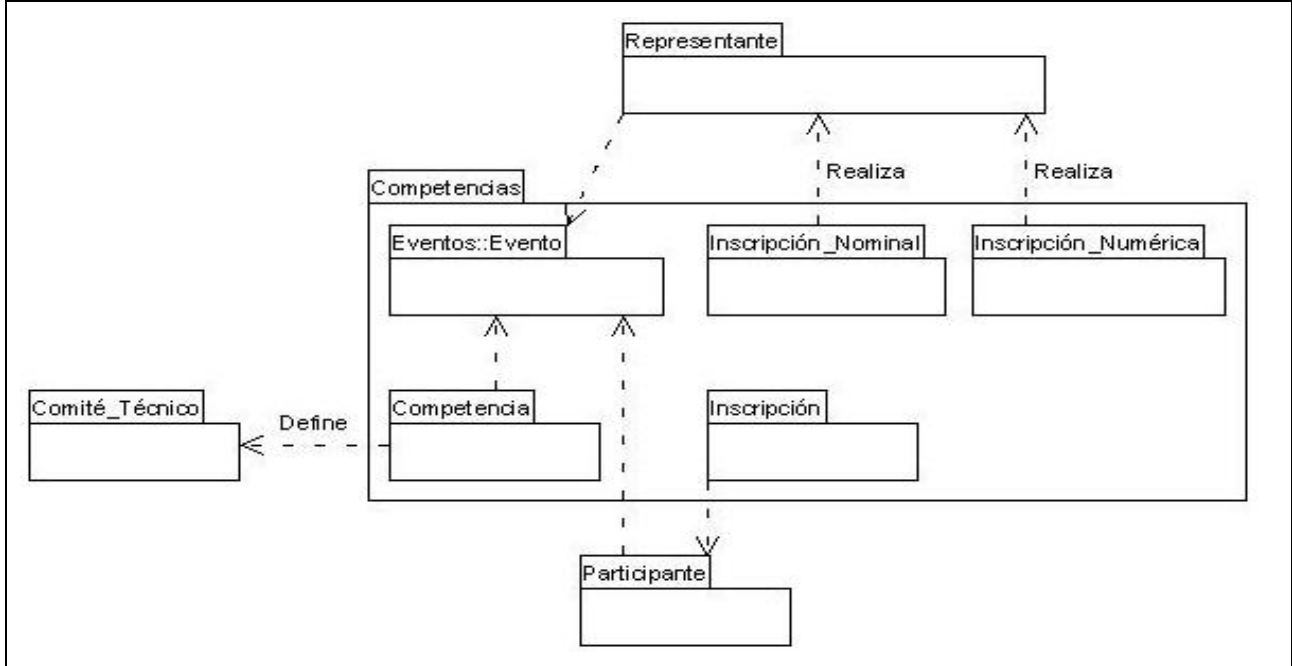 Representante
Realiza
Realiza
Competencias
Eventos::Evento
Inscripción_Nominal
Inscripción_Numérica
Comité_Técnico
Define
Competencia
Inscripción
Participante